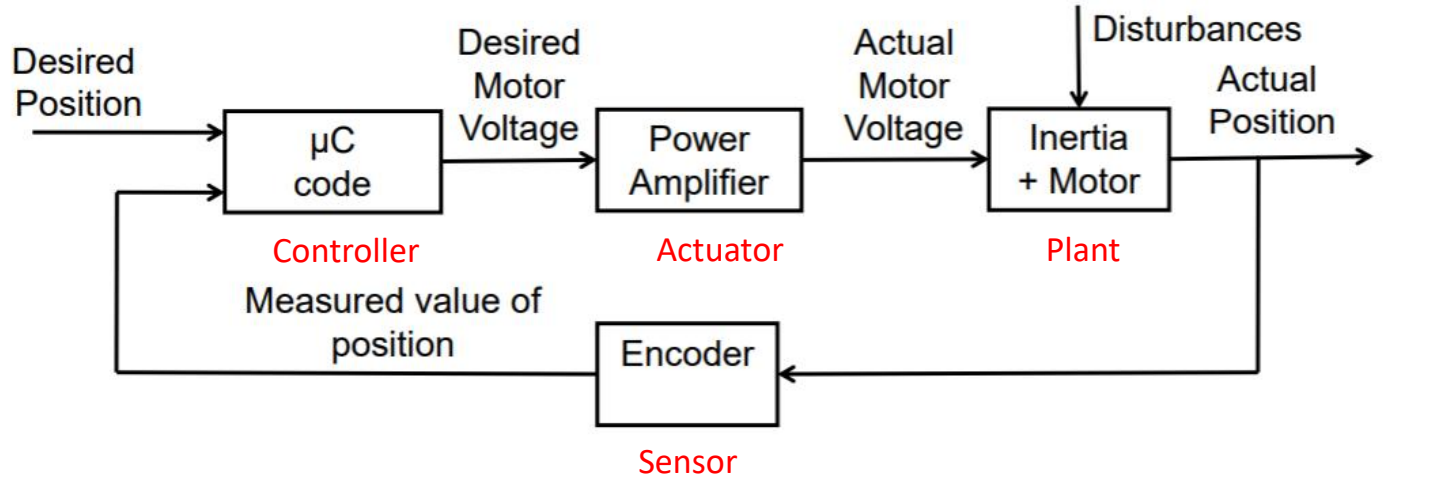 Desired
Position
Desired
Motor
Voltage
Actual
Motor
Voltage
Disturbances
Actual
Position
µC
code
Power
Amplifier
Inertia
+ Motor
Controller
Actuator
Plant
Measured value of
position
Encoder
Sensor